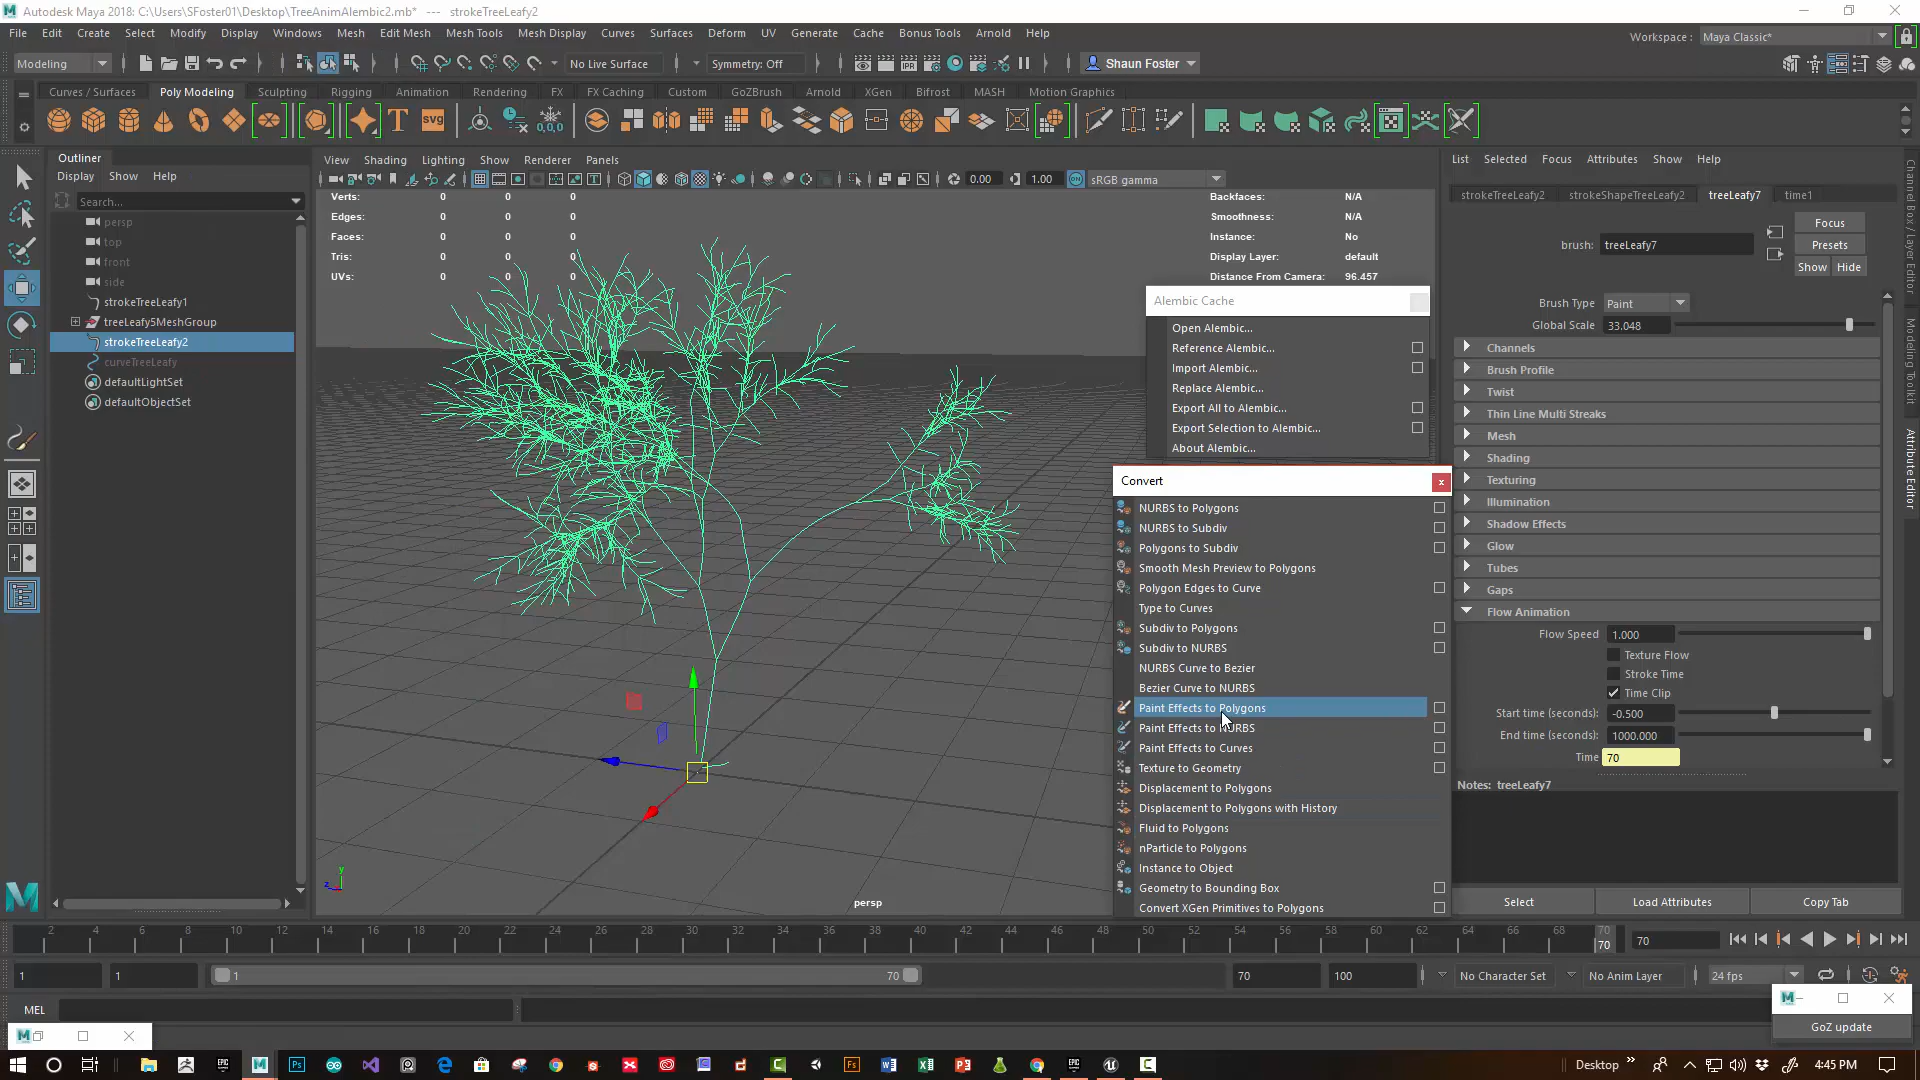 Autodesk Maya 2018: C:\Users\SFoster01\Desktop\TreeAnimAlembic2.mb* --- strokeTreeLeafy2
File Edit Create Select Modify Display Windows Mesh Edit Mesh Mesh Tools Mesh Display Curves Surfaces Deform UV Generate Cache Bonus Tools Arnold Help
Workspace : Maya Classic*
Modeling No Live Surface Symmetry: Off Shaun Foster
Curves / Surfaces Poly Modeling Sculpting Rigging Animation Rendering FX FX Caching Custom GoZBrush Arnold XGen Bifrost MASH Motion Graphics
Outliner
Display Show Help
Search...
persp
top
front
side
strokeTreeLeafy1
treeLeafy5MeshGroup
strokeTreeLeafy2
curveTreeLeafy
defaultLightSet
defaultObjectSet
View Shading Lighting Show Renderer Panels
0.00 1.00 sRGB gamma
Verts: 0 0 0
Edges: 0 0 0
Faces: 0 0 0
Tris: 0 0 0
UVs: 0 0 0
Backfaces: N/A
Smoothness: N/A
Instance: No
Display Layer: default
Distance From Camera: 96.457
Alembic Cache
Open Alembic...
Reference Alembic...
Import Alembic...
Replace Alembic...
Export All to Alembic...
Export Selection to Alembic...
About Alembic...
Convert
NURBS to Polygons
NURBS to Subdiv
Polygons to Subdiv
Smooth Mesh Preview to Polygons
Polygon Edges to Curve
Type to Curves
Subdiv to Polygons
Subdiv to NURBS
NURBS Curve to Bezier
Bezier Curve to NURBS
Paint Effects to Polygons
Paint Effects to NURBS
Paint Effects to Curves
Texture to Geometry
Displacement to Polygons
Displacement to Polygons with History
Fluid to Polygons
nParticle to Polygons
Instance to Object
Geometry to Bounding Box
Convert XGen Primitives to Polygons
persp
y
z
List Selected Focus Attributes Show Help
strokeTreeLeafy2 strokeShapeTreeLeafy2 treeLeafy7 time1
brush: treeLeafy7
Focus
Presets
Show Hide
Brush Type Paint
Global Scale 33.048
Channels
Brush Profile
Twist
Thin Line Multi Streaks
Mesh
Shading
Texturing
Illumination
Shadow Effects
Glow
Tubes
Gaps
Flow Animation
Flow Speed 1.000
Texture Flow
Stroke Time
Time Clip
Start time (seconds): -0.500
End time (seconds): 1000.000
Time 70
Notes: treeLeafy7
Select Load Attributes Copy Tab
Channel Box / Layer Editor
Modeling Toolkit
Attribute Editor
2 4 6 8 10 12 14 16 18 20 22 24 26 28 30 32 34 36 38 40 42 44 46 48 50 52 54 56 58 60 62 64 66 68 70
70
70
1 1 1 70 70 100 No Character Set No Anim Layer 24 fps
MEL
GoZ update
Desktop 4:45 PM